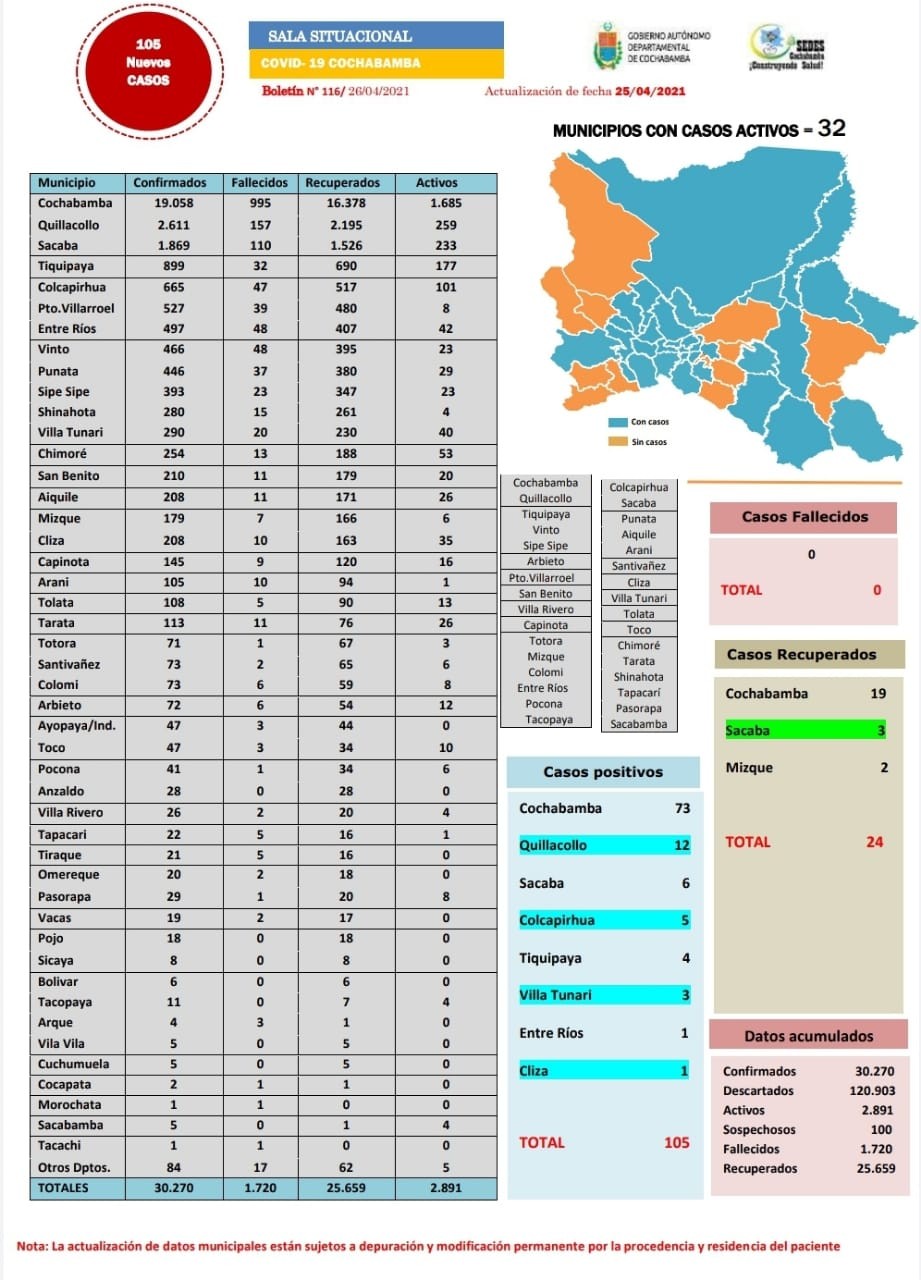 105
Nuevos
CASOS
SALA SITUACIONAL
COVID- 19 COCHABAMBA
Boletín N° 116/ 26/04/2021
GOBIERNO AUTÓNOMO
DEPARTAMENTAL
DE COCHABAMBA
SEDES
Cochabamba
¡Construyendo Salud!
Actualización de fecha 25/04/2021
MUNICIPIOS CON CASOS ACTIVOS = 32
Municipio Confirmados Fallecidos Recuperados Activos
Cochabamba 19.058 995 16.378 1.685
Quillacollo 2.611 157 2.195 259
Sacaba 1.869 110 1.526 233
Tiquipaya 899 32 690 177
Colcapirhua 665 47 517 101
Pto.Villarroel 527 39 480 8
Entre Ríos 497 48 407 42
Vinto 466 48 395 23
Punata 446 37 380 29
Sipe Sipe 393 23 347 23
Shinahota 280 15 261 4
Villa Tunari 290 20 230 40
Chimoré 254 13 188 53
San Benito 210 11 179 20
Aiquile 208 11 171 26
Mizque 179 7 166 6
Cliza 208 10 163 35
Capinota 145 9 120 16
Arani 105 10 94 1
Tolata 108 5 90 13
Tarata 113 11 76 26
Totora 71 1 67 3
Santivañez 73 2 65 6
Colomi 73 6 59 8
Arbieto 72 6 54 12
Ayopaya/Ind. 47 3 44 0
Toco 47 3 34 10
Pocona 41 1 34 6
Anzaldo 28 0 28 0
Villa Rivero 26 2 20 4
Tapacari 22 5 16 1
Tiraque 21 5 16 0
Omereque 20 2 18 0
Pasorapa 29 1 20 8
Vacas 19 2 17 0
Pojo 18 0 18 0
Sicaya 8 0 8 0
Bolivar 6 0 6 0
Tacopaya 11 0 7 4
Arque 4 3 1 0
Vila Vila 5 0 5 0
Cuchumuela 5 0 5 0
Cocapata 2 1 1 0
Morochata 1 1 0 0
Sacabamba 5 0 1 4
Tacachi 1 1 0 0
Otros Dptos. 84 17 62 5
TOTALES 30.270 1.720 25.659 2.891
Con casos
Sin casos
Cochabamba
Quillacollo
Tiquipaya
Vinto
Sipe Sipe
Arbieto
Pto.Villarroel
San Benito
Villa Rivero
Capinota
Totora
Mizque
Colomi
Entre Ríos
Pocona
Tacopaya
Colcapirhua
Sacaba
Punata
Aiquile
Arani
Santivañez
Cliza
Villa Tunari
Tolata
Toco
Chimoré
Tarata
Shinahota
Tapacarí
Pasorapa
Sacabamba
Casos Fallecidos
0
TOTAL 0
Casos Recuperados
Cochabamba 19
Sacaba 3
Mizque 2
TOTAL 24
Casos positivos
Cochabamba 73
Quillacollo 12
Sacaba 6
Colcapirhua 5
Tiquipaya 4
Villa Tunari 3
Entre Ríos 1
Cliza 1
TOTAL 105
Datos acumulados
Confirmados 30.270
Descartados 120.903
Activos 2.891
Sospechosos 100
Fallecidos 1.720
Recuperados 25.659
Nota: La actualización de datos municipales están sujetos a depuración y modificación permanente por la procedencia y residencia del paciente